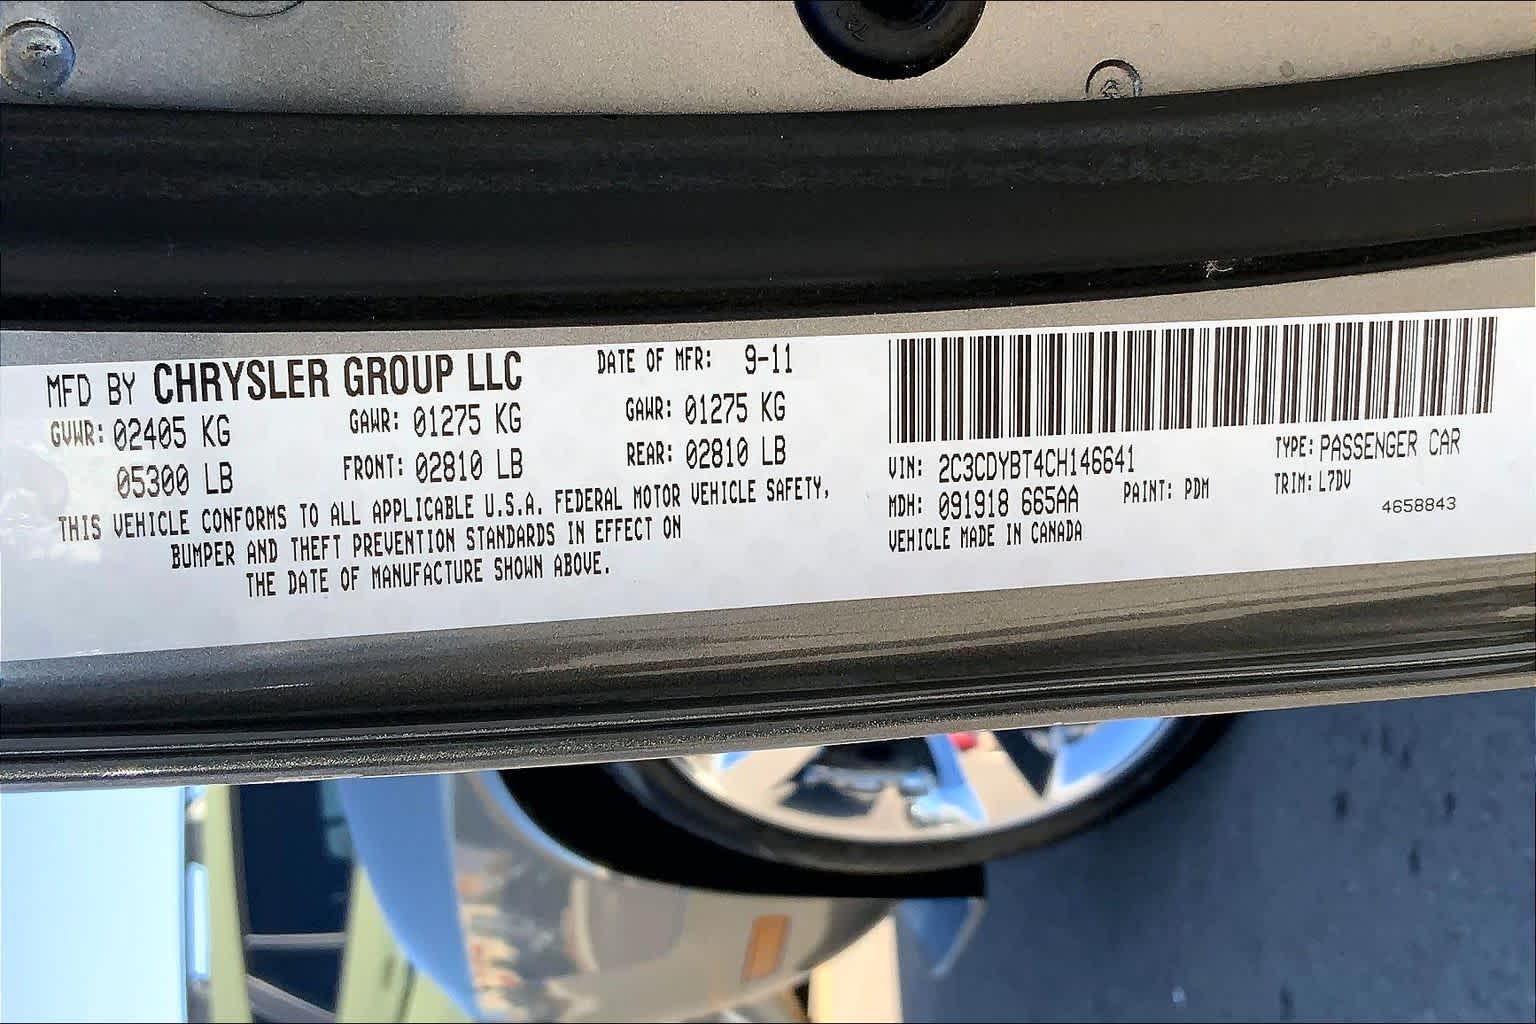 MFD BY CHRYSLER GROUP LLC DATE OF MFR: 9-11
GVWR: 02405 KG GAWR: 01275 KG GAWR: 01275 KG
05300 LB FRONT: 02810 LB REAR: 02810 LB
THIS VEHICLE CONFORMS TO ALL APPLICABLE U.S.A. FEDERAL MOTOR VEHICLE SAFETY,
BUMPER AND THEFT PREVENTION STANDARDS IN EFFECT ON
THE DATE OF MANUFACTURE SHOWN ABOVE.
VIN: 2C3CDYBT4CH146641 TYPE: PASSENGER CAR
MDH: 091918 665AA PAINT: PDM TRIM: L7DV
VEHICLE MADE IN CANADA 4658843